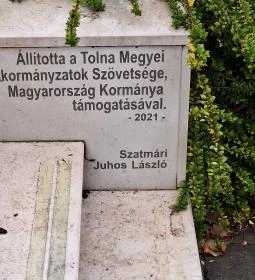 Állította a Tolna Megyei
kormányzatok Szövetsége,
Magyarország Kormánya
támogatásával.
- 2021 -
Szatmári
Juhos László